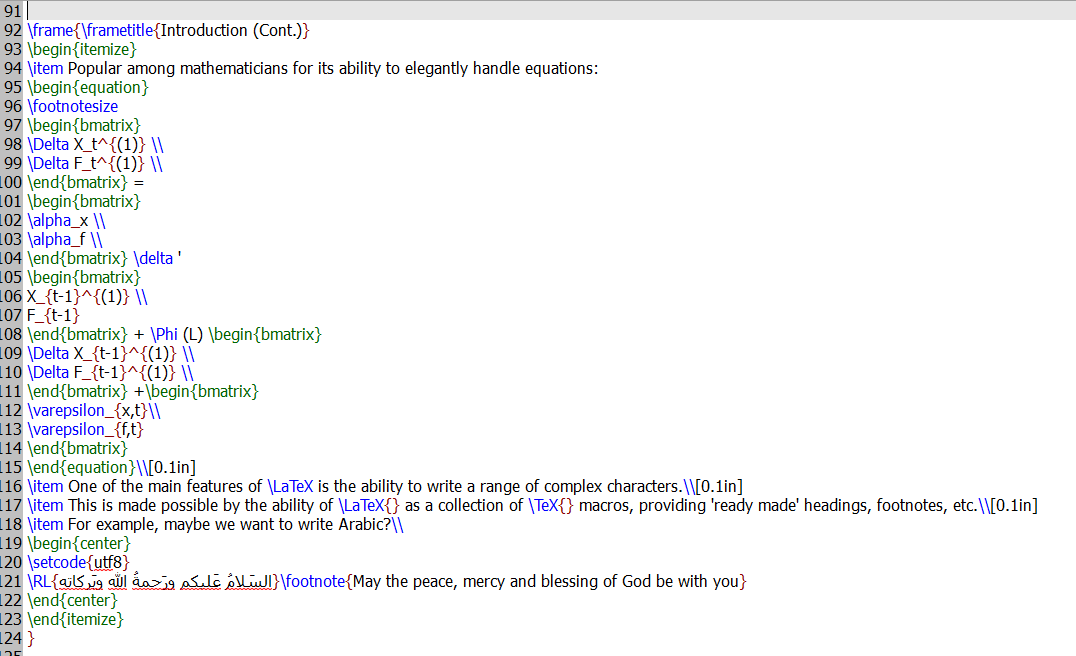 91
92 \frame{\frametitle{Introduction (Cont.)}
93 \begin{itemize}
94 \item Popular among mathematicians for its ability to elegantly handle equations:
95 \begin{equation}
96 \footnotesize
97 \begin{bmatrix}
98 \Delta X_t^{(1)} \\
99 \Delta F_t^{(1)} \\
100 \end{bmatrix} =
101 \begin{bmatrix}
102 \alpha_x \\
103 \alpha_f \\
104 \end{bmatrix} \delta '
105 \begin{bmatrix}
106 X_{t-1}^{(1)} \\
107 F_{t-1}
108 \end{bmatrix} + \Phi (L) \begin{bmatrix}
109 \Delta X_{t-1}^{(1)} \\
110 \Delta F_{t-1}^{(1)} \\
111 \end{bmatrix} +\begin{bmatrix}
112 \varepsilon_{x,t}\\
113 \varepsilon_{f,t}
114 \end{bmatrix}
115 \end{equation}\\[0.1in]
116 \item One of the main features of \LaTeX is the ability to write a range of complex characters.\\[0.1in]
117 \item This is made possible by the ability of \LaTeX{} as a collection of \TeX{} macros, providing 'ready made' headings, footnotes, etc.\\[0.1in]
118 \item For example, maybe we want to write Arabic?\\
119 \begin{center}
120 \setcode{utf8}
121 \RL{السَلامُ عَليكم ورَحمةُ الله وبَركاته}\footnote{May the peace, mercy and blessing of God be with you}
122 \end{center}
123 \end{itemize}
124 }